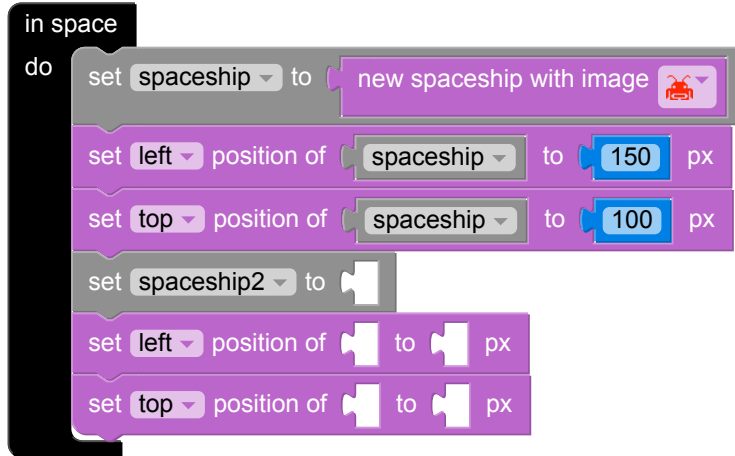 in space
do set spaceship to new spaceship with image
set left position of spaceship to 150 px
set top position of spaceship to 100 px
set spaceship2 to
set left position of to px
set top position of to px